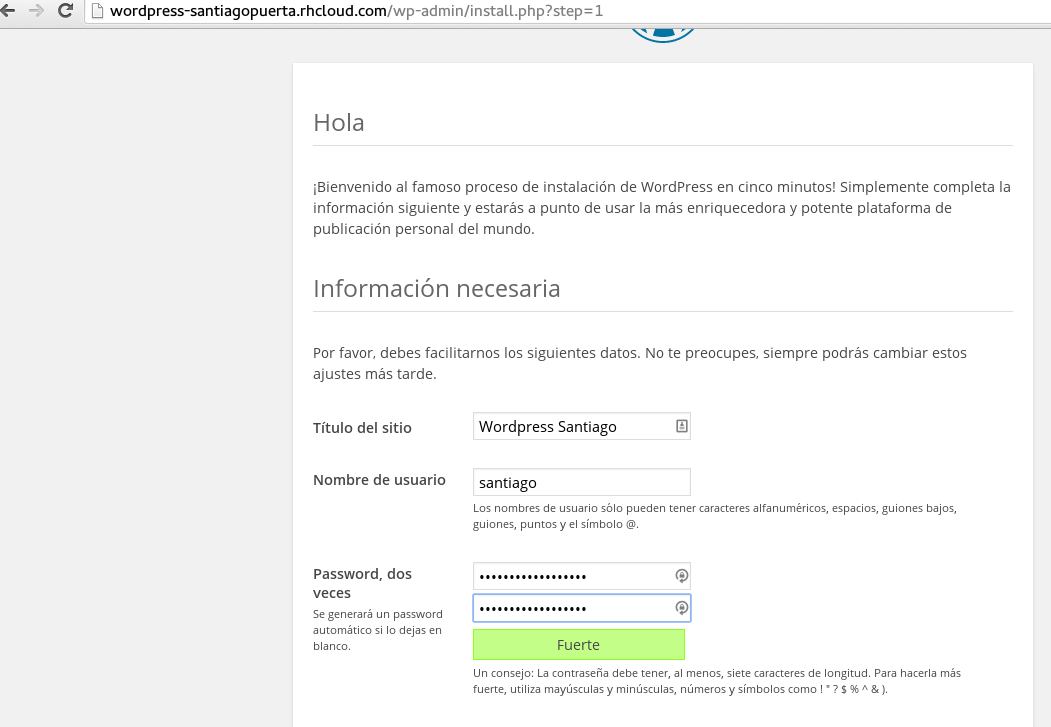 wordpress-santiagopuerta.rhcloud.com/wp-admin/install.php?step=1
Hola
¡Bienvenido al famoso proceso de instalación de WordPress en cinco minutos! Simplemente completa la
información siguiente y estarás a punto de usar la más enriquecedora y potente plataforma de
publicación personal del mundo.
Información necesaria
Por favor, debes facilitarnos los siguientes datos. No te preocupes, siempre podrás cambiar estos
ajustes más tarde.
Título del sitio
Wordpress Santiago
Nombre de usuario
santiago
Los nombres de usuario sólo pueden tener caracteres alfanuméricos, espacios, guiones bajos,
guiones, puntos y el símbolo @.
Password, dos
veces
Se generará un password
automático si lo dejas en
blanco.
••••••••••••••••••
••••••••••••••••••
Fuerte
Un consejo: La contraseña debe tener, al menos, siete caracteres de longitud. Para hacerla más
fuerte, utiliza mayúsculas y minúsculas, números y símbolos como ! " ? $ % ^ & ).